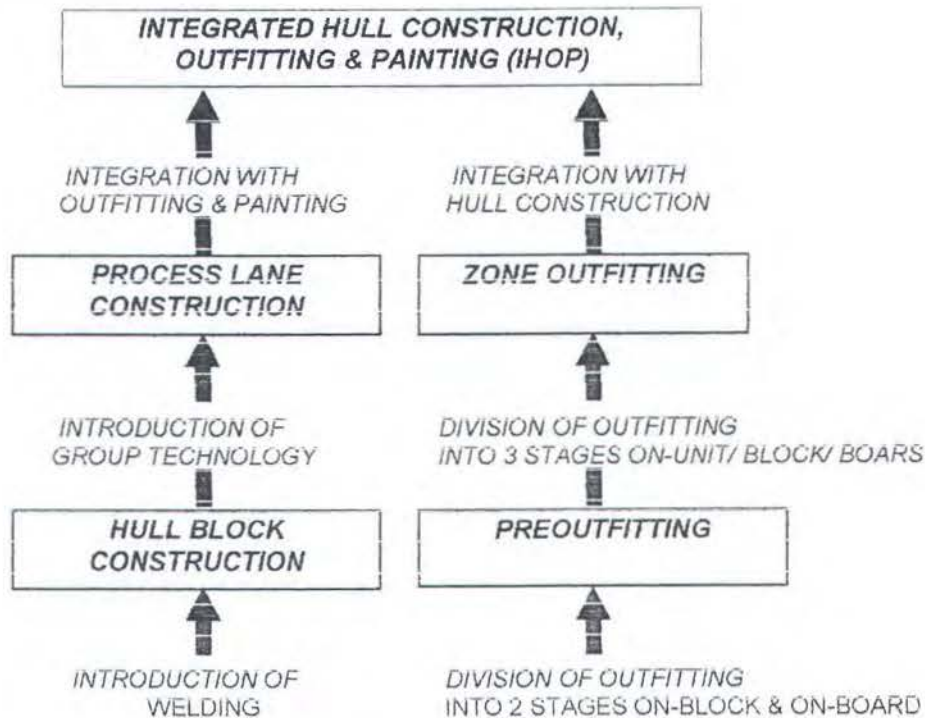 INTEGRATED HULL CONSTRUCTION,
OUTFITTING & PAINTING (IHOP)
INTEGRATION WITH
OUTFITTING & PAINTING
INTEGRATION WITH
HULL CONSTRUCTION
PROCESS LANE
CONSTRUCTION
ZONE OUTFITTING
INTRODUCTION OF
GROUP TECHNOLOGY
DIVISION OF OUTFITTING
INTO 3 STAGES ON-UNIT/ BLOCK/ BOARS
HULL BLOCK
CONSTRUCTION
PREOUTFITTING
INTRODUCTION OF
WELDING
DIVISION OF OUTFITTING
INTO 2 STAGES ON-BLOCK & ON-BOARD